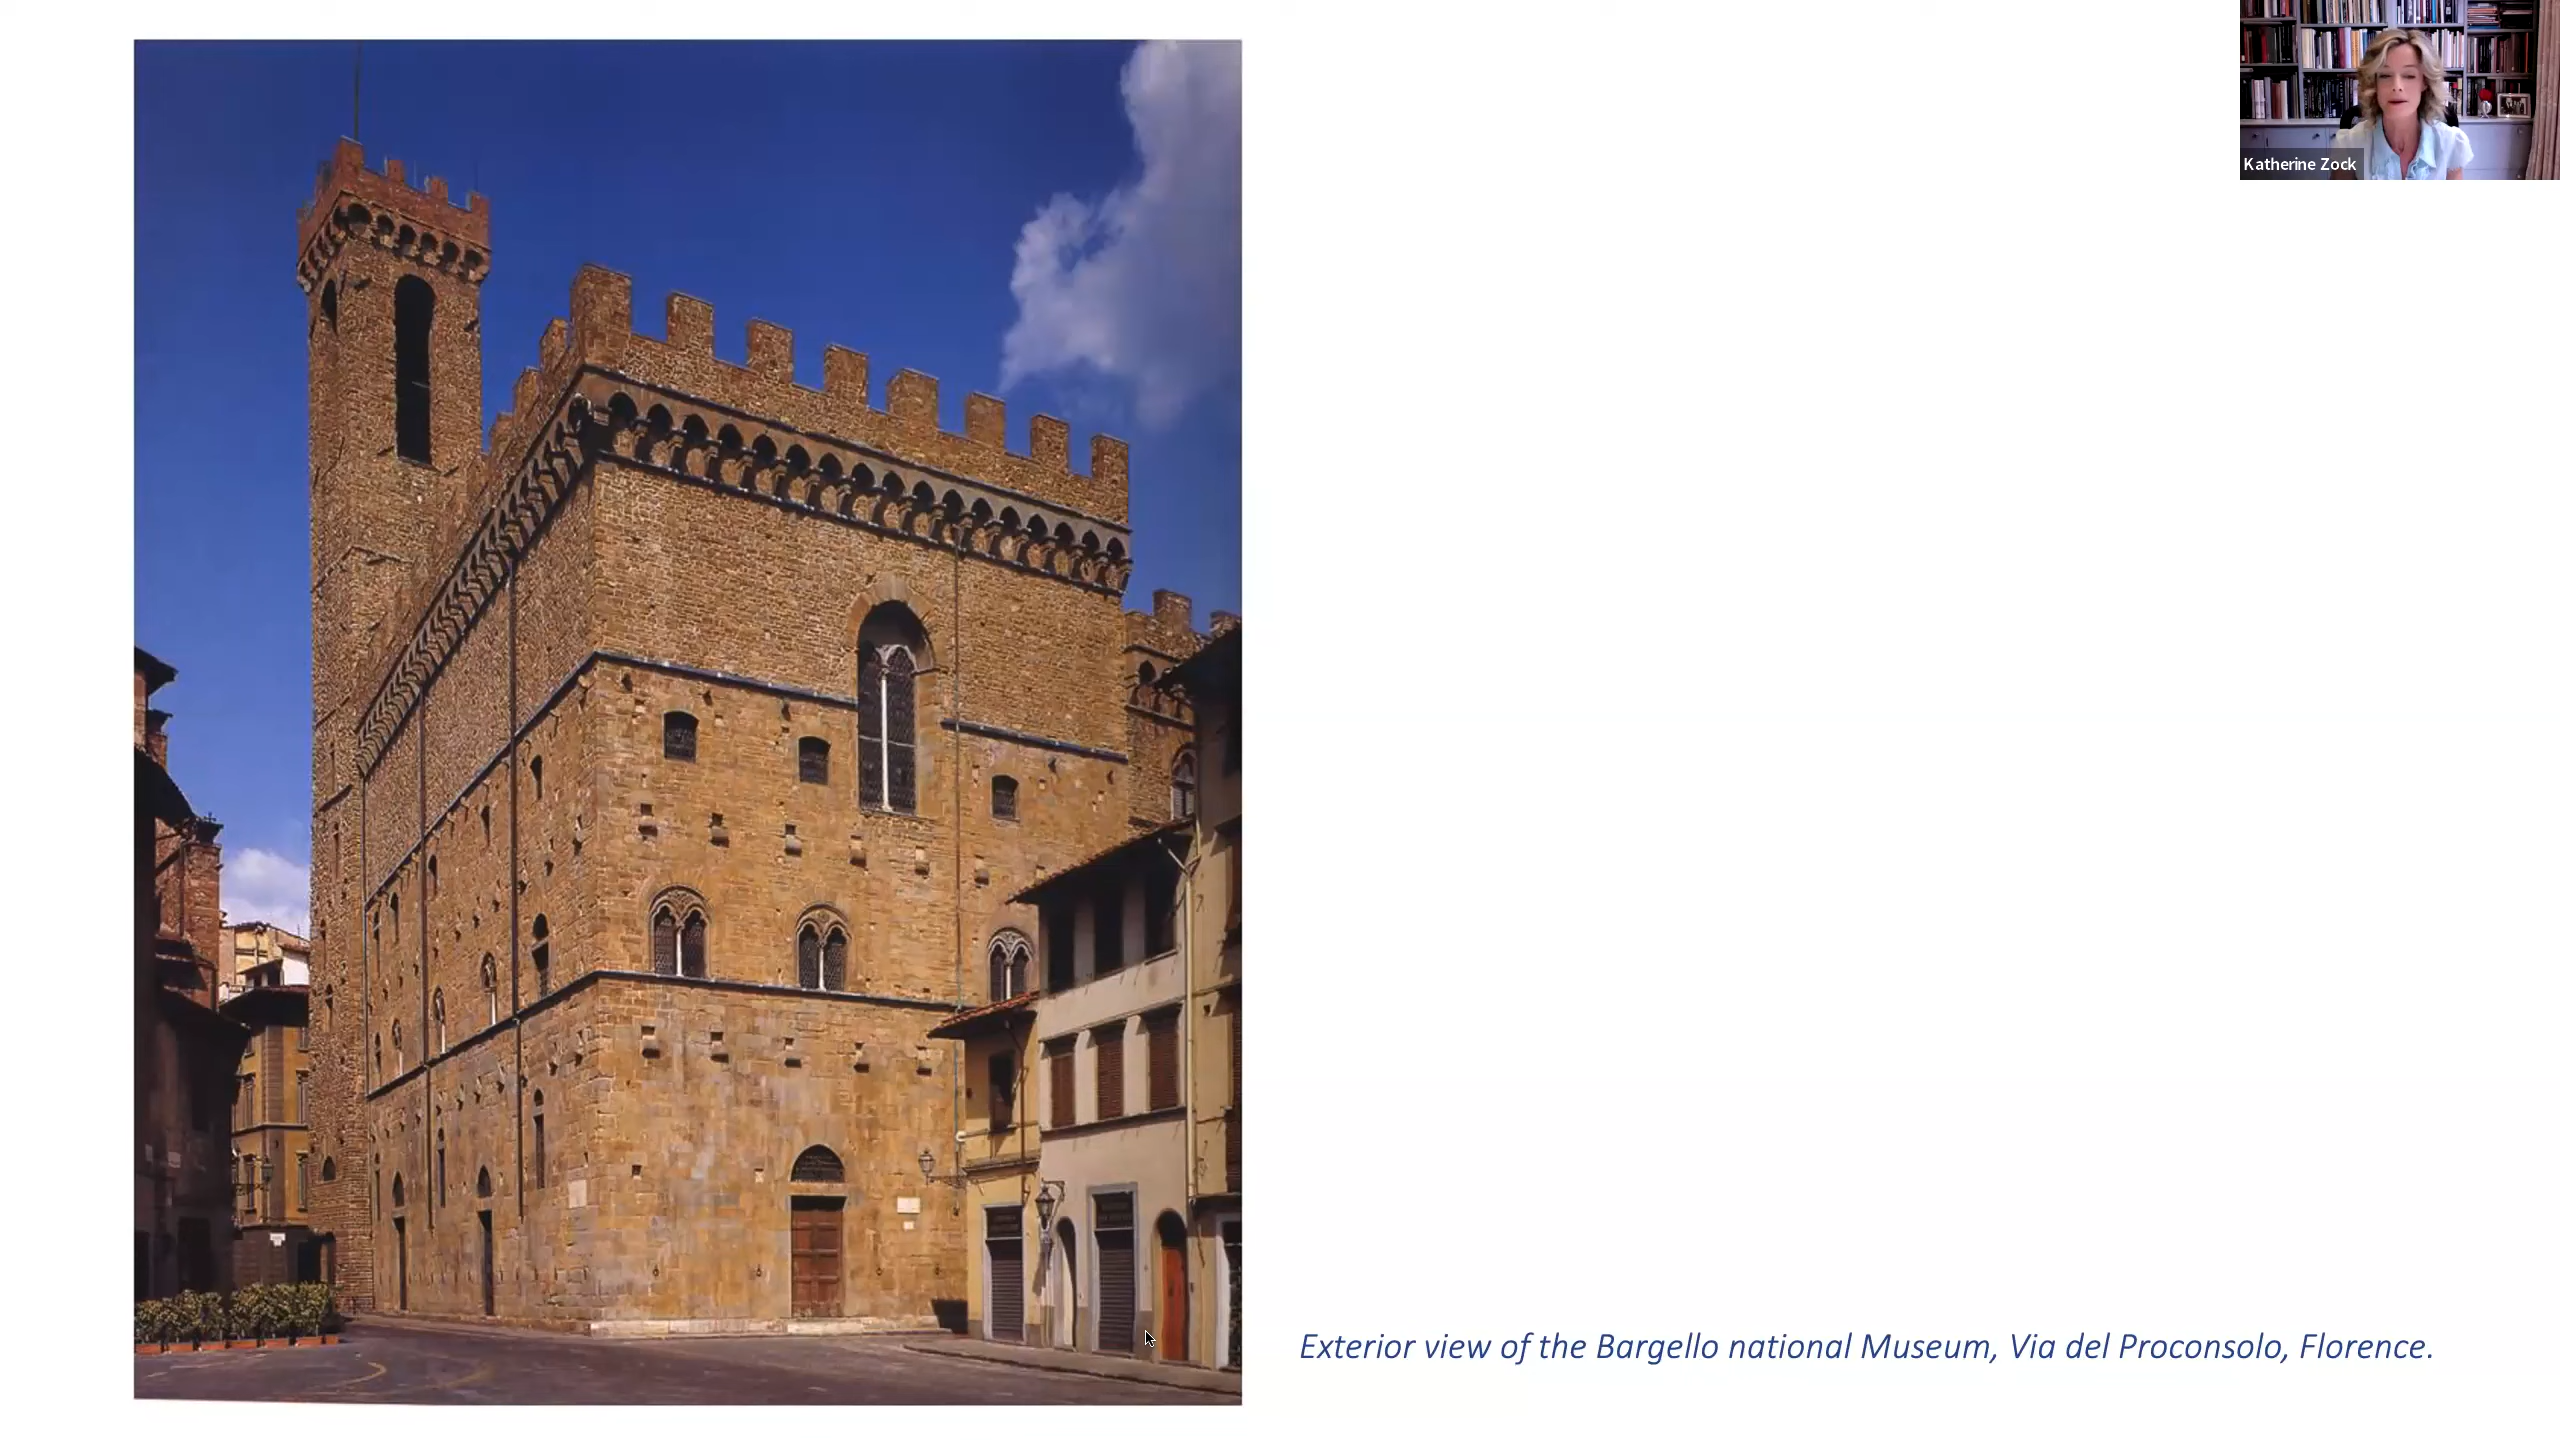 Katherine Zock
Exterior view of the Bargello national Museum, Via del Proconsolo, Florence.